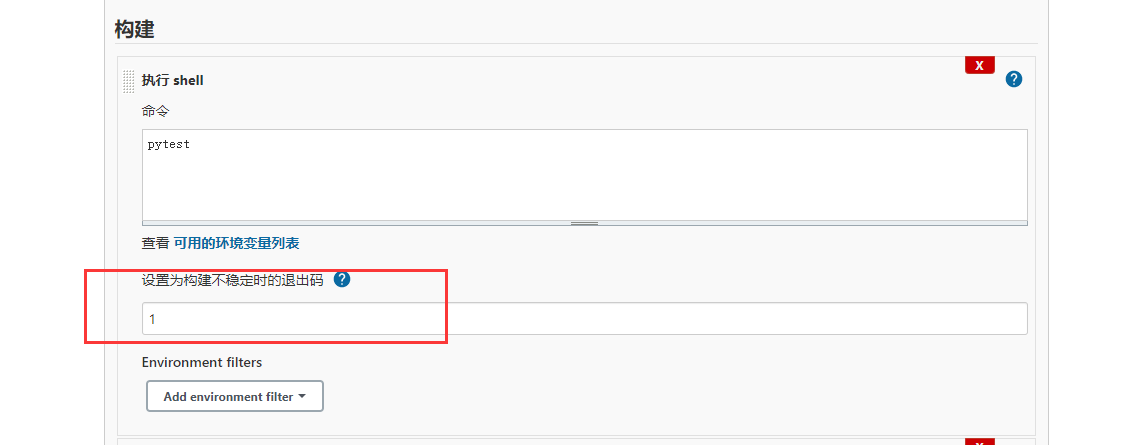 构建
X
执行 shell
?
命令
pytest
查看 可用的环境变量列表
设置为构建不稳定时的退出码 ?
1
Environment filters
Add environment filter